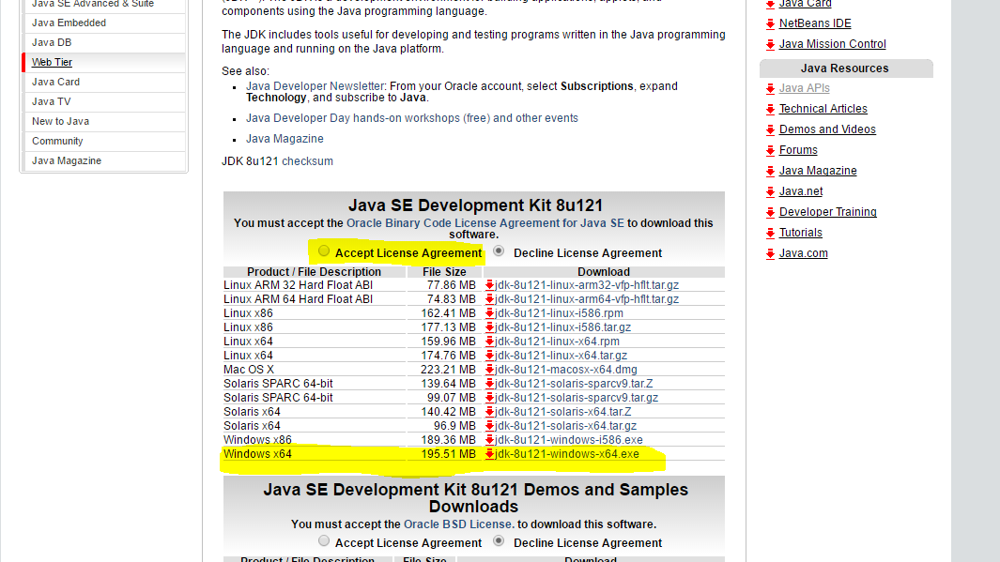 Java SE Advanced & Suite
Java Embedded
Java DB
Web Tier
Java Card
Java TV
New to Java
Community
Java Magazine
components using the Java programming language.
The JDK includes tools useful for developing and testing programs written in the Java programming
language and running on the Java platform.
See also:
Java Developer Newsletter: From your Oracle account, select Subscriptions, expand
Technology, and subscribe to Java.
Java Developer Day hands-on workshops (free) and other events
Java Magazine
JDK 8u121 checksum
Java SE Development Kit 8u121
You must accept the Oracle Binary Code License Agreement for Java SE to download this
software.
Accept License Agreement Decline License Agreement
Product / File Description File Size Download
Linux ARM 32 Hard Float ABI 77.86 MB jdk-8u121-linux-arm32-vfp-hflt.tar.gz
Linux ARM 64 Hard Float ABI 74.83 MB jdk-8u121-linux-arm64-vfp-hflt.tar.gz
Linux x86 162.41 MB jdk-8u121-linux-i586.rpm
Linux x86 177.13 MB jdk-8u121-linux-i586.tar.gz
Linux x64 159.96 MB jdk-8u121-linux-x64.rpm
Linux x64 174.76 MB jdk-8u121-linux-x64.tar.gz
Mac OS X 223.21 MB jdk-8u121-macosx-x64.dmg
Solaris SPARC 64-bit 139.64 MB jdk-8u121-solaris-sparcv9.tar.Z
Solaris SPARC 64-bit 99.07 MB jdk-8u121-solaris-sparcv9.tar.gz
Solaris x64 140.42 MB jdk-8u121-solaris-x64.tar.Z
Solaris x64 96.9 MB jdk-8u121-solaris-x64.tar.gz
Windows x86 189.36 MB jdk-8u121-windows-i586.exe
Windows x64 195.51 MB jdk-8u121-windows-x64.exe
Java SE Development Kit 8u121 Demos and Samples
Downloads
You must accept the Oracle BSD License. to download this software.
Accept License Agreement Decline License Agreement
Product / File Description File Size Download
Java Card
NetBeans IDE
Java Mission Control
Java Resources
Java APIs
Technical Articles
Demos and Videos
Forums
Java Magazine
Java.net
Developer Training
Tutorials
Java.com